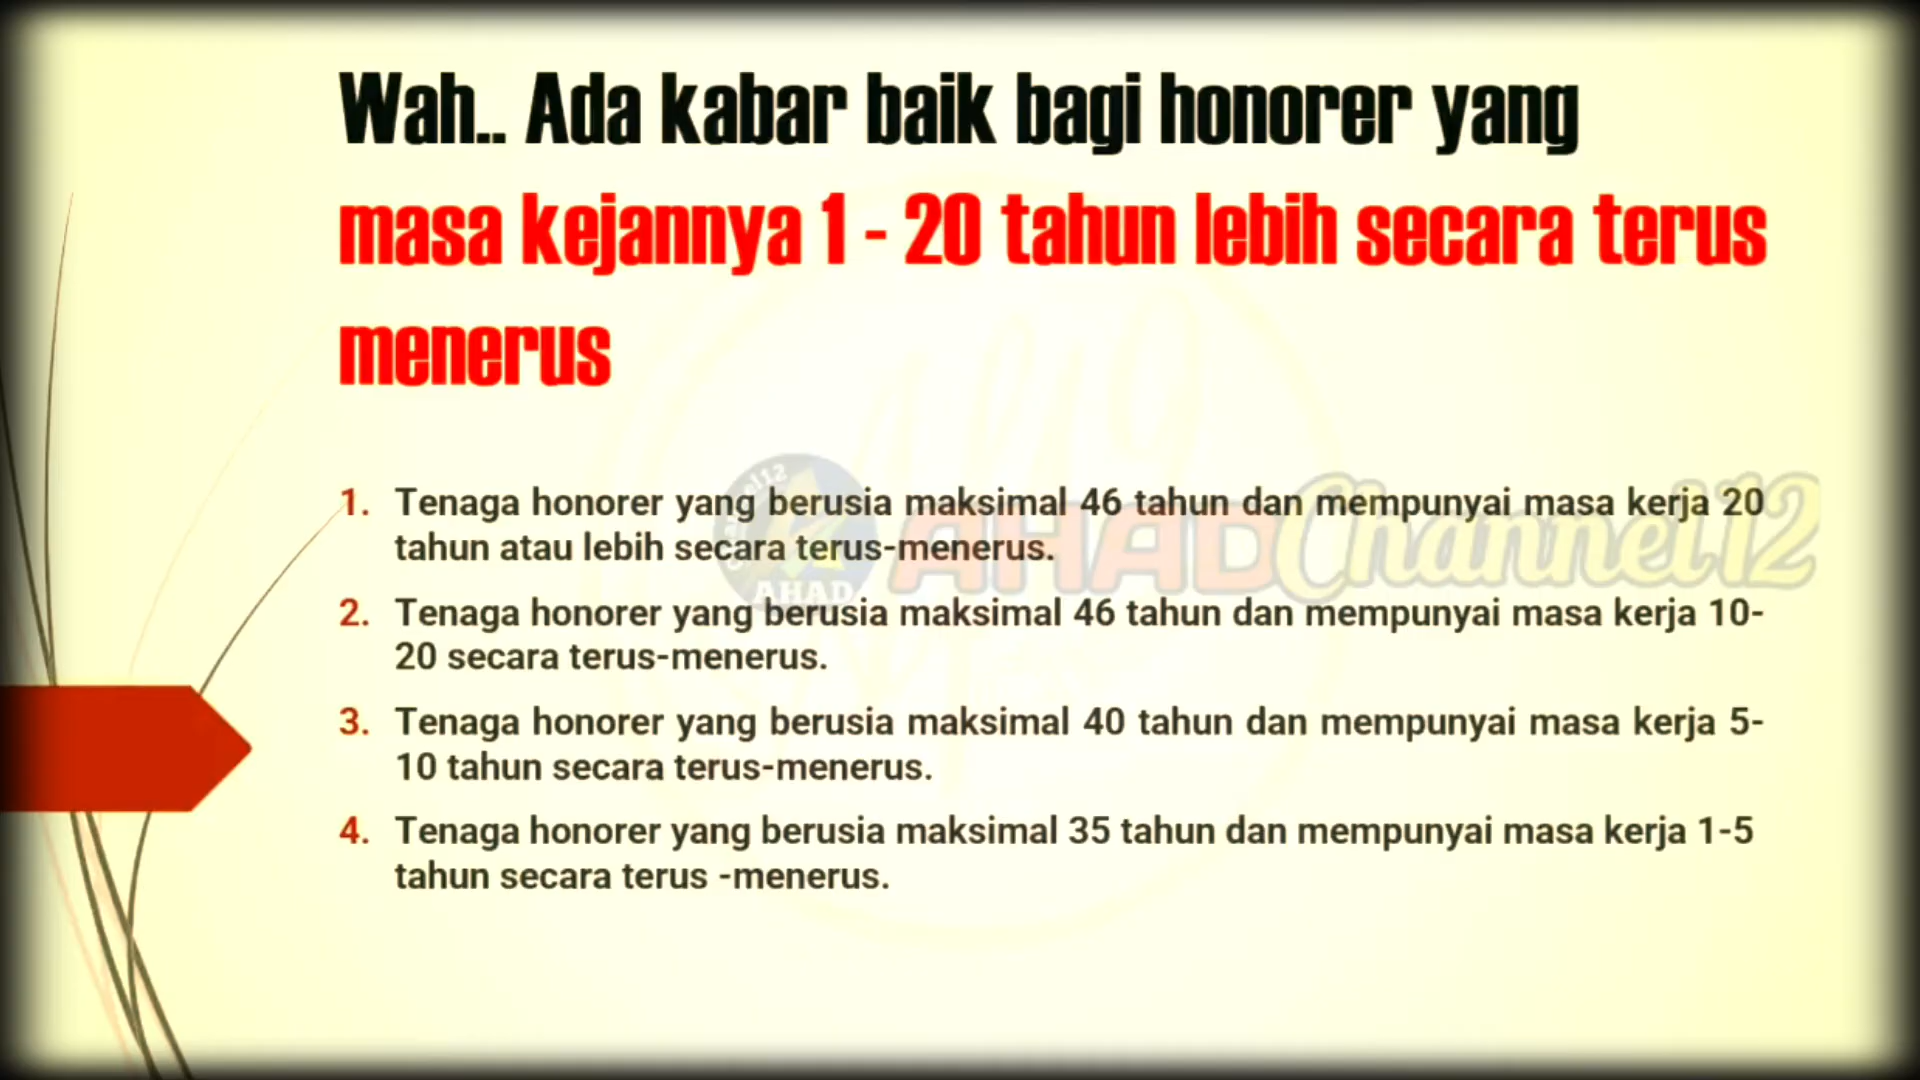 Wah.. Ada kabar baik bagi honorer yang
masa kejannya 1 - 20 tahun lebih secara terus
menerus
1. Tenaga honorer yang berusia maksimal 46 tahun dan mempunyai masa kerja 20
tahun atau lebih secara terus-menerus.
AHAD Channel12
AHAD
2. Tenaga honorer yang berusia maksimal 46 tahun dan mempunyai masa kerja 10-
20 secara terus-menerus.
3. Tenaga honorer yang berusia maksimal 40 tahun dan mempunyai masa kerja 5-
10 tahun secara terus-menerus.
4. Tenaga honorer yang berusia maksimal 35 tahun dan mempunyai masa kerja 1-5
tahun secara terus -menerus.